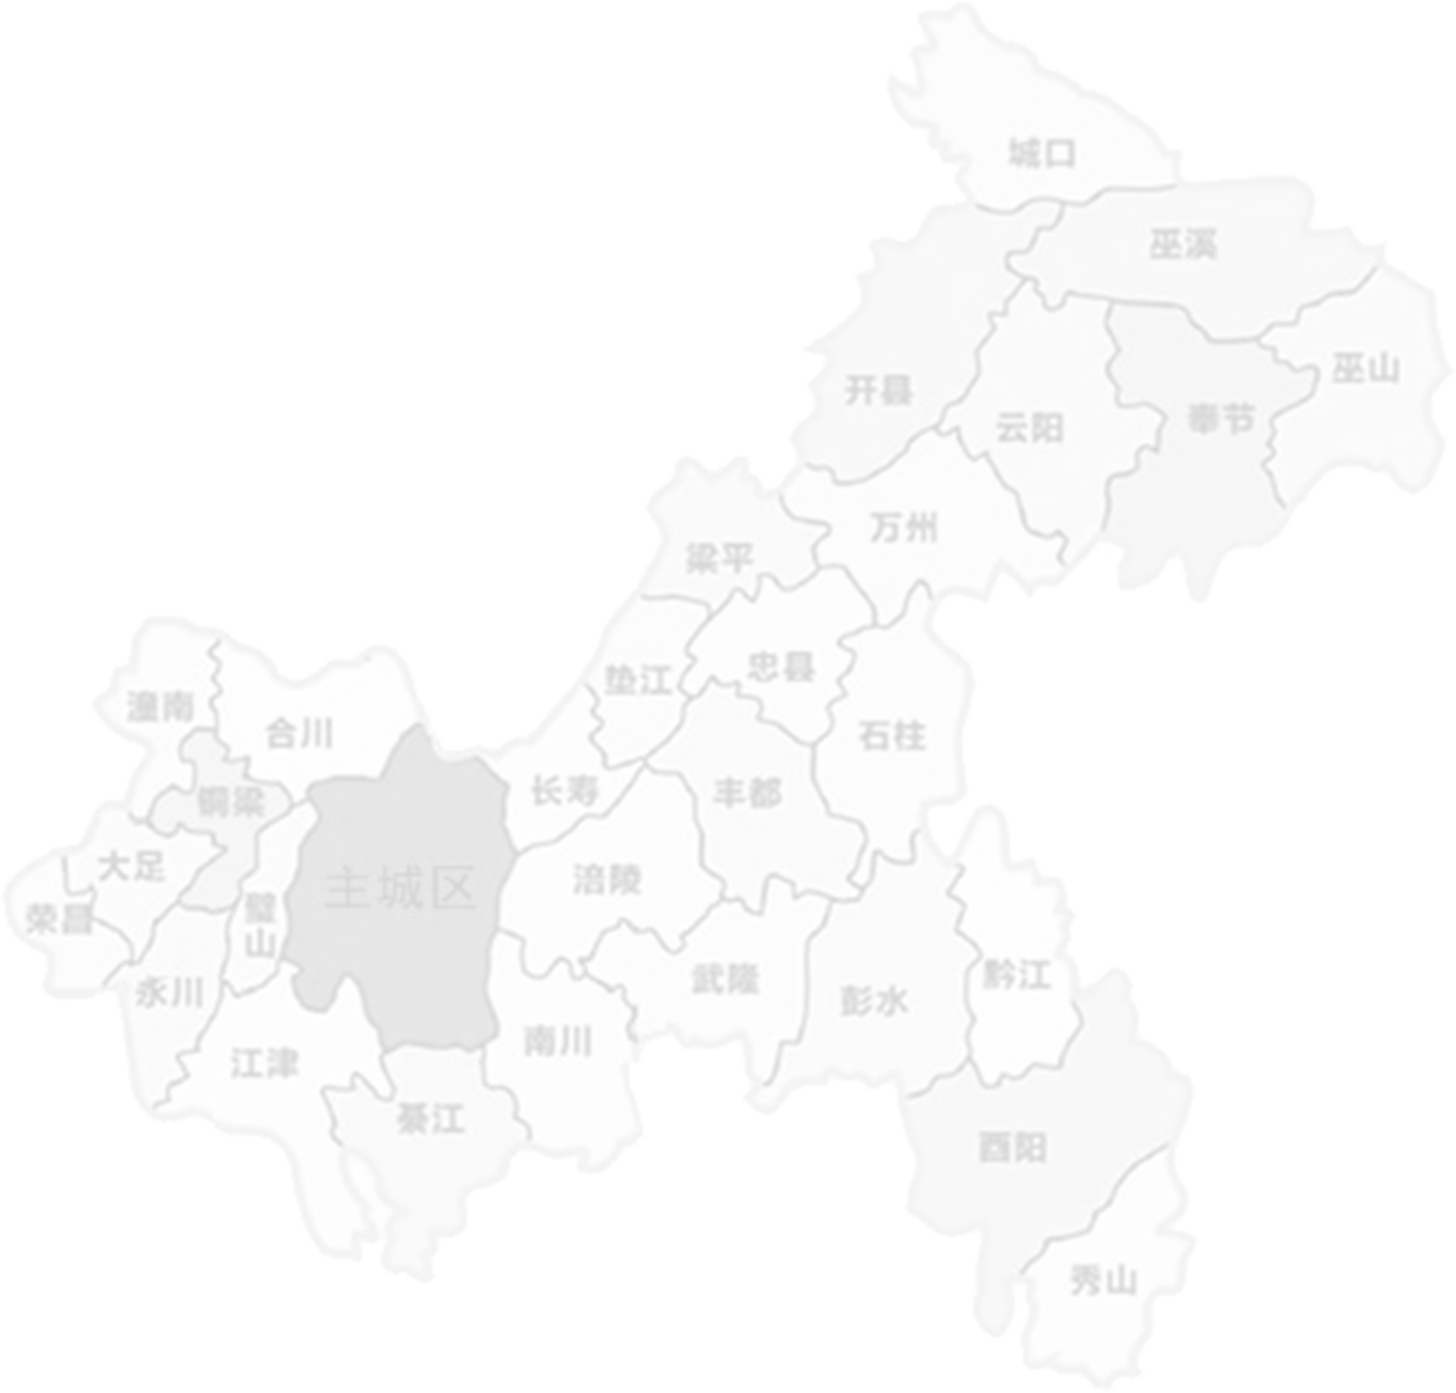 城口
巫溪
开县
云阳
奉节
巫山
万州
梁平
垫江
忠县
石柱
潼南
合川
铜梁
长寿
丰都
大足
荣昌
璧山
主城区
涪陵
永川
江津
綦江
南川
武隆
彭水
黔江
酉阳
秀山